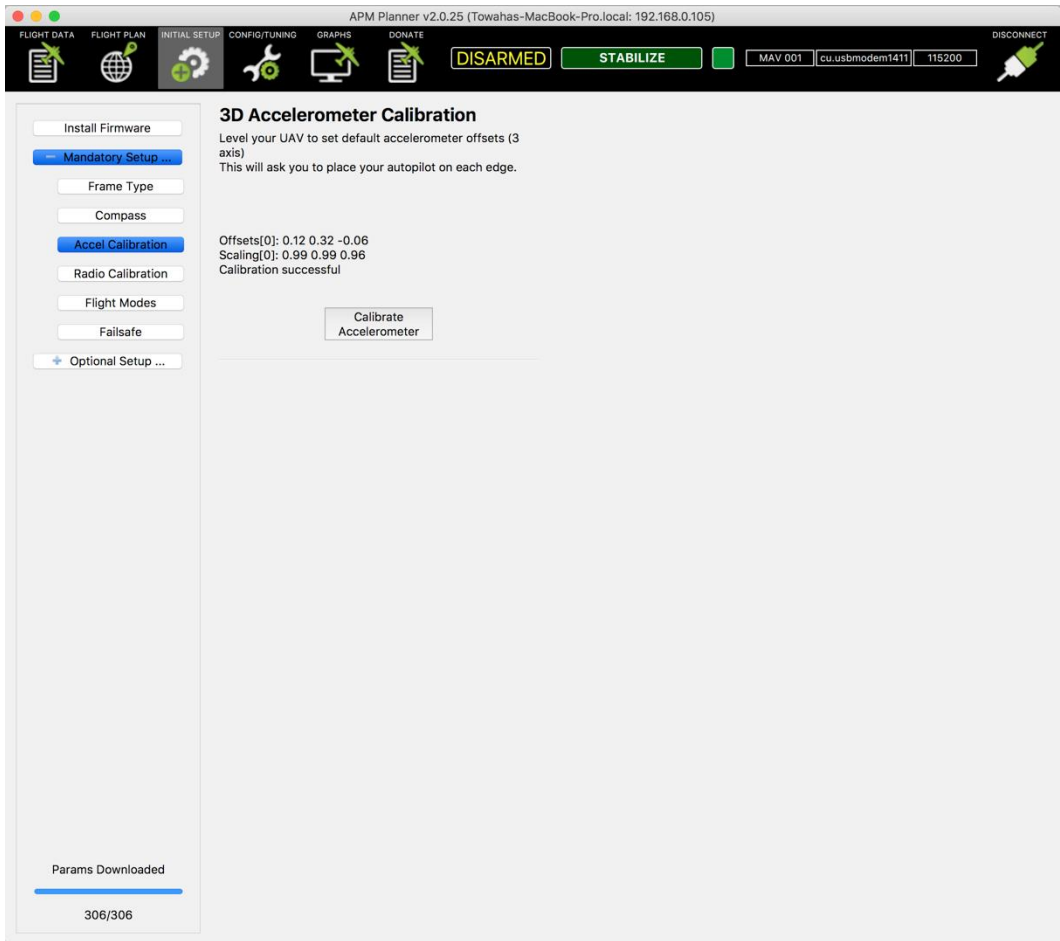 APM Planner v2.0.25 (Towahas-MacBook-Pro.local: 192.168.0.105)
FLIGHT DATA FLIGHT PLAN INITIAL SETUP CONFIG/TUNING GRAPHS DONATE DISCONNECT
DISARMED STABILIZE MAV 001 cu.usbmodem1411 115200
Install Firmware
Mandatory Setup ...
Frame Type
Compass
Accel Calibration
Radio Calibration
Flight Modes
Failsafe
Optional Setup ...
Params Downloaded
306/306
3D Accelerometer Calibration
Level your UAV to set default accelerometer offsets (3
axis)
This will ask you to place your autopilot on each edge.
Offsets[0]: 0.12 0.32 -0.06
Scaling[0]: 0.99 0.99 0.96
Calibration successful
Calibrate
Accelerometer